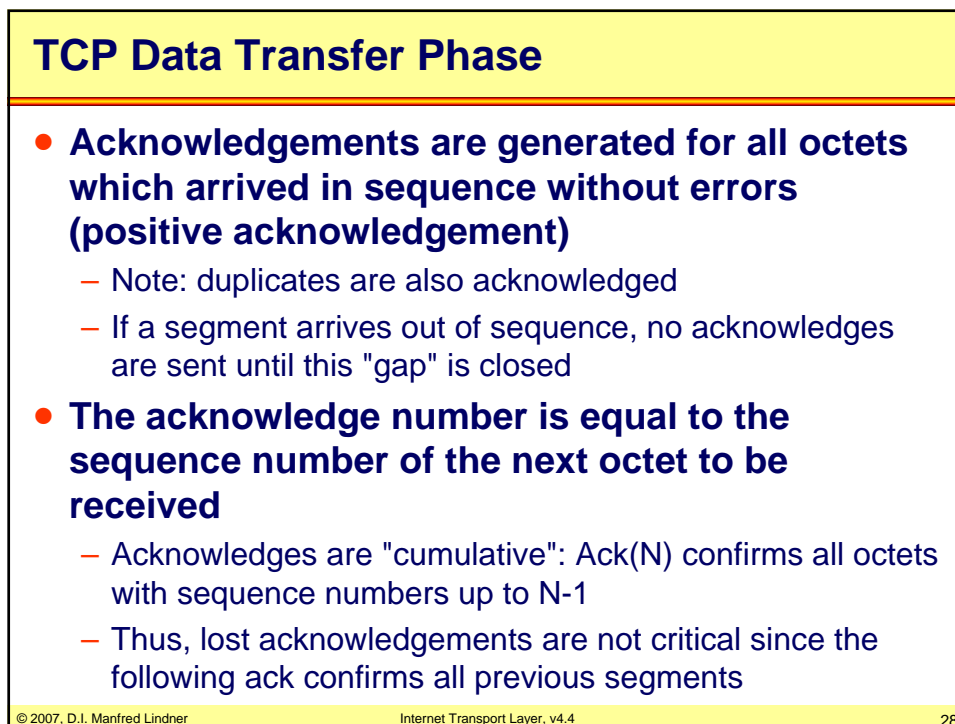 TCP Data Transfer Phase
• Acknowledgements are generated for all octets
which arrived in sequence without errors
(positive acknowledgement)
– Note: duplicates are also acknowledged
– If a segment arrives out of sequence, no acknowledges
are sent until this "gap" is closed
• The acknowledge number is equal to the
sequence number of the next octet to be
received
– Acknowledges are "cumulative": Ack(N) confirms all octets
with sequence numbers up to N-1
– Thus, lost acknowledgements are not critical since the
following ack confirms all previous segments
© 2007, D.I. Manfred Lindner Internet Transport Layer, v4.4 28